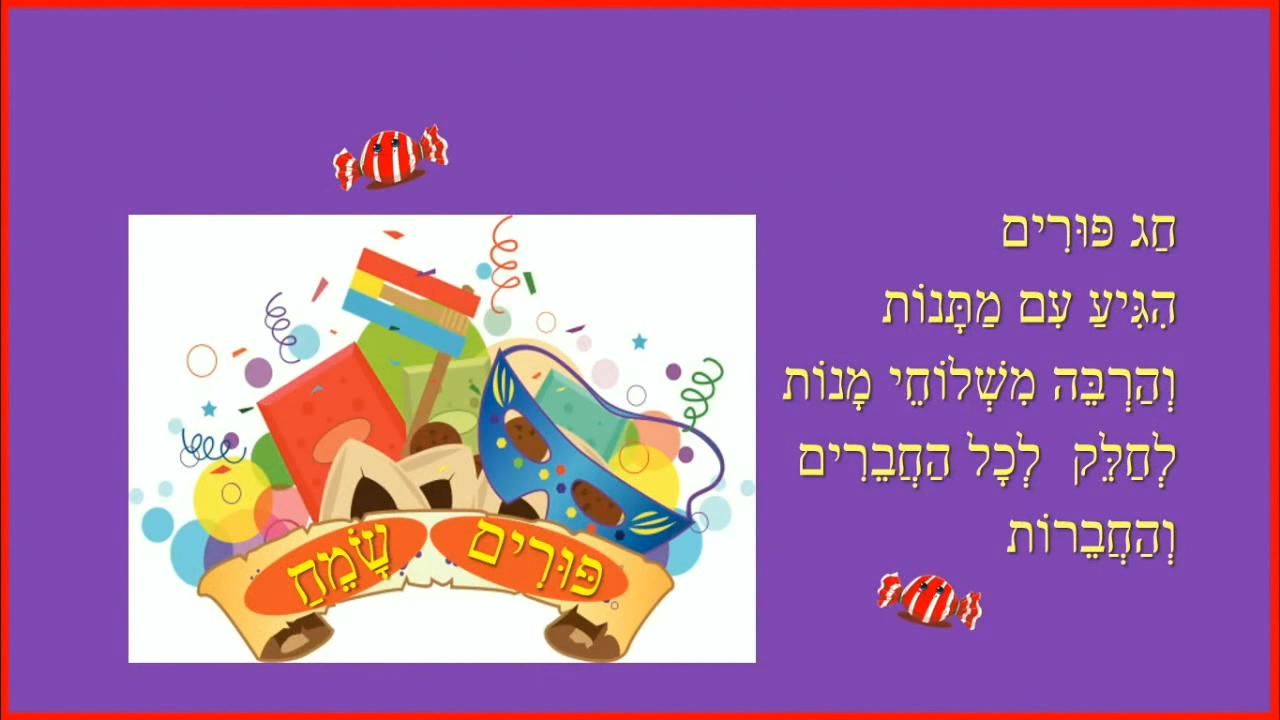 חַג פּוּרִים
הִגִּיעַ עִם מַתָּנוֹת
וְהַרְבֵּה מִשְׁלוֹחֵי מָנוֹת
לְחַלֵּק לְכָל הַחֲבֵרִים
וְהַחֲבֵרוֹת
פּוּרִים שָׂמֵחַ